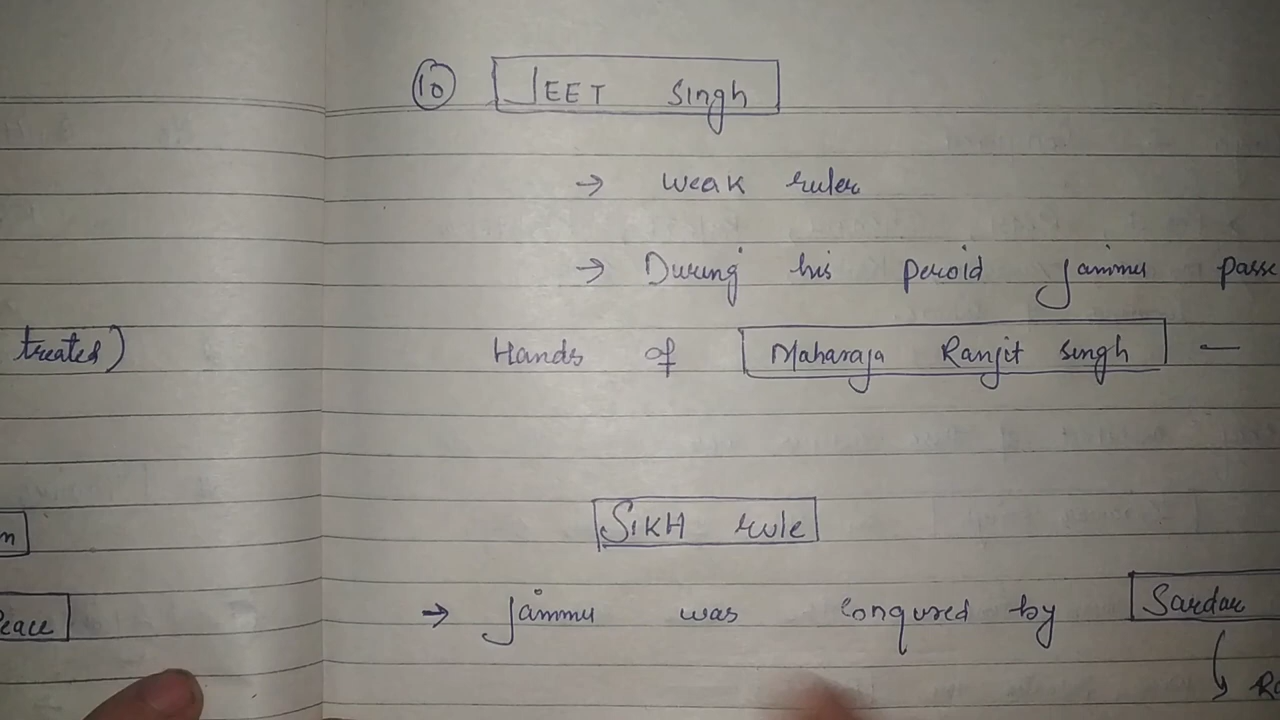 10 JEET Singh
→ weak ruler
→ During his peroid Jammu passe
treated) Hands of Maharaja Ranjit singh —
SIKH rule
→ Jammu was conqured by Sardar
eace